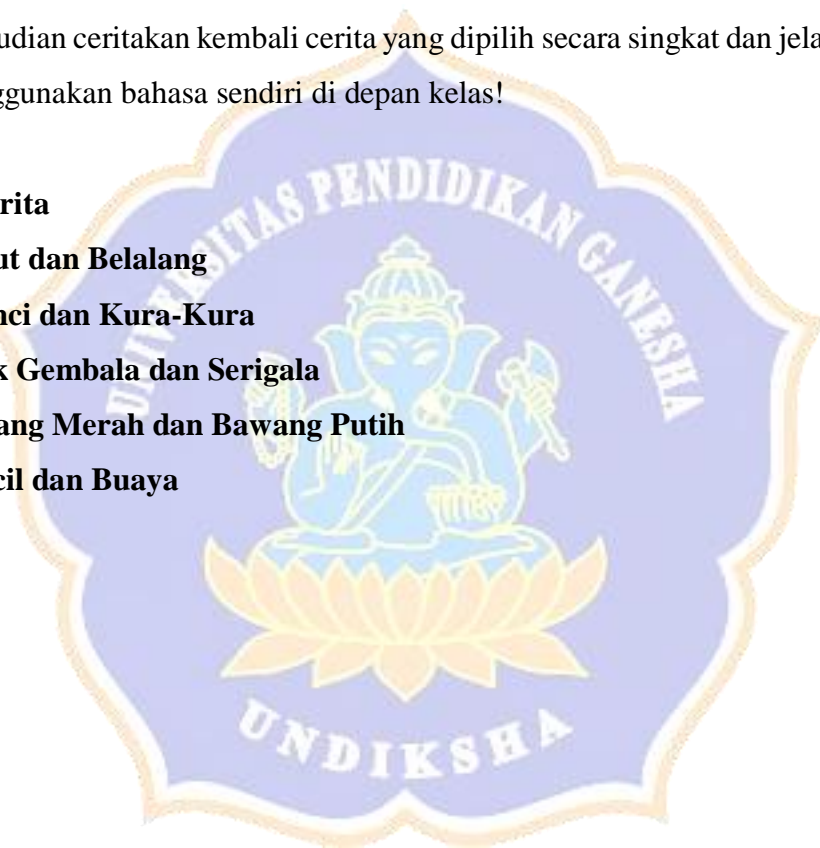 udian ceritakan kembali cerita yang dipilih secara singkat dan jela
ggunakan bahasa sendiri di depan kelas!
rita
ut dan Belalang
nci dan Kura-Kura
k Gembala dan Serigala
ang Merah dan Bawang Putih
cil dan Buaya
UNIVERSITAS PENDIDIKAN GANESHA
UNDIKSHA